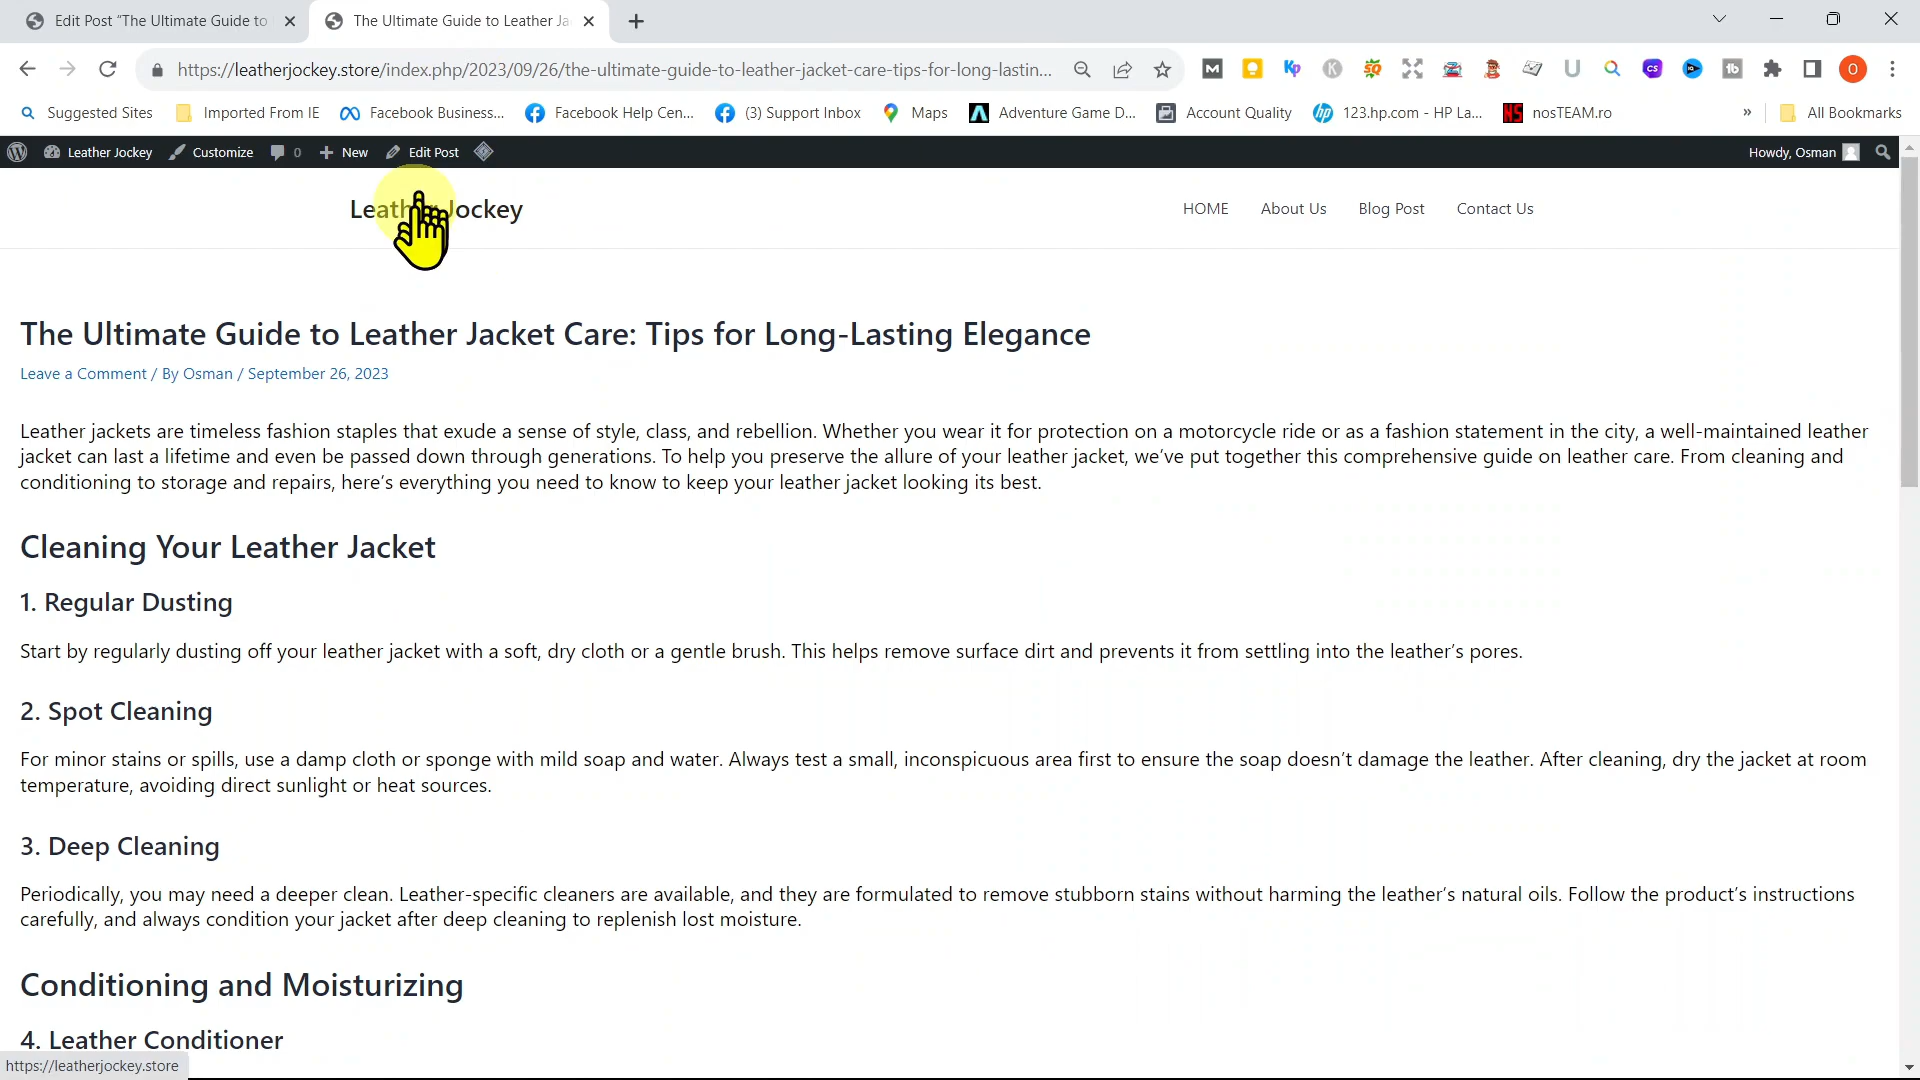 Edit Post “The Ultimate Guide to
The Ultimate Guide to Leather Ja
https://leatherjockey.store/index.php/2023/09/26/the-ultimate-guide-to-leather-jacket-care-tips-for-long-lastin...
Suggested Sites
Imported From IE
Facebook Business...
Facebook Help Cen...
(3) Support Inbox
Maps
Adventure Game D...
Account Quality
123.hp.com - HP La...
nosTEAM.ro
»
All Bookmarks
Leather Jockey
Customize
0
New
Edit Post
Howdy, Osman
Leather Jockey
HOME
About Us
Blog Post
Contact Us
The Ultimate Guide to Leather Jacket Care: Tips for Long-Lasting Elegance
Leave a Comment / By Osman / September 26, 2023
Leather jackets are timeless fashion staples that exude a sense of style, class, and rebellion. Whether you wear it for protection on a motorcycle ride or as a fashion statement in the city, a well-maintained leather
jacket can last a lifetime and even be passed down through generations. To help you preserve the allure of your leather jacket, we’ve put together this comprehensive guide on leather care. From cleaning and
conditioning to storage and repairs, here’s everything you need to know to keep your leather jacket looking its best.
Cleaning Your Leather Jacket
1. Regular Dusting
Start by regularly dusting off your leather jacket with a soft, dry cloth or a gentle brush. This helps remove surface dirt and prevents it from settling into the leather’s pores.
2. Spot Cleaning
For minor stains or spills, use a damp cloth or sponge with mild soap and water. Always test a small, inconspicuous area first to ensure the soap doesn’t damage the leather. After cleaning, dry the jacket at room
temperature, avoiding direct sunlight or heat sources.
3. Deep Cleaning
Periodically, you may need a deeper clean. Leather-specific cleaners are available, and they are formulated to remove stubborn stains without harming the leather’s natural oils. Follow the product’s instructions
carefully, and always condition your jacket after deep cleaning to replenish lost moisture.
Conditioning and Moisturizing
4. Leather Conditioner
https://leatherjockey.store